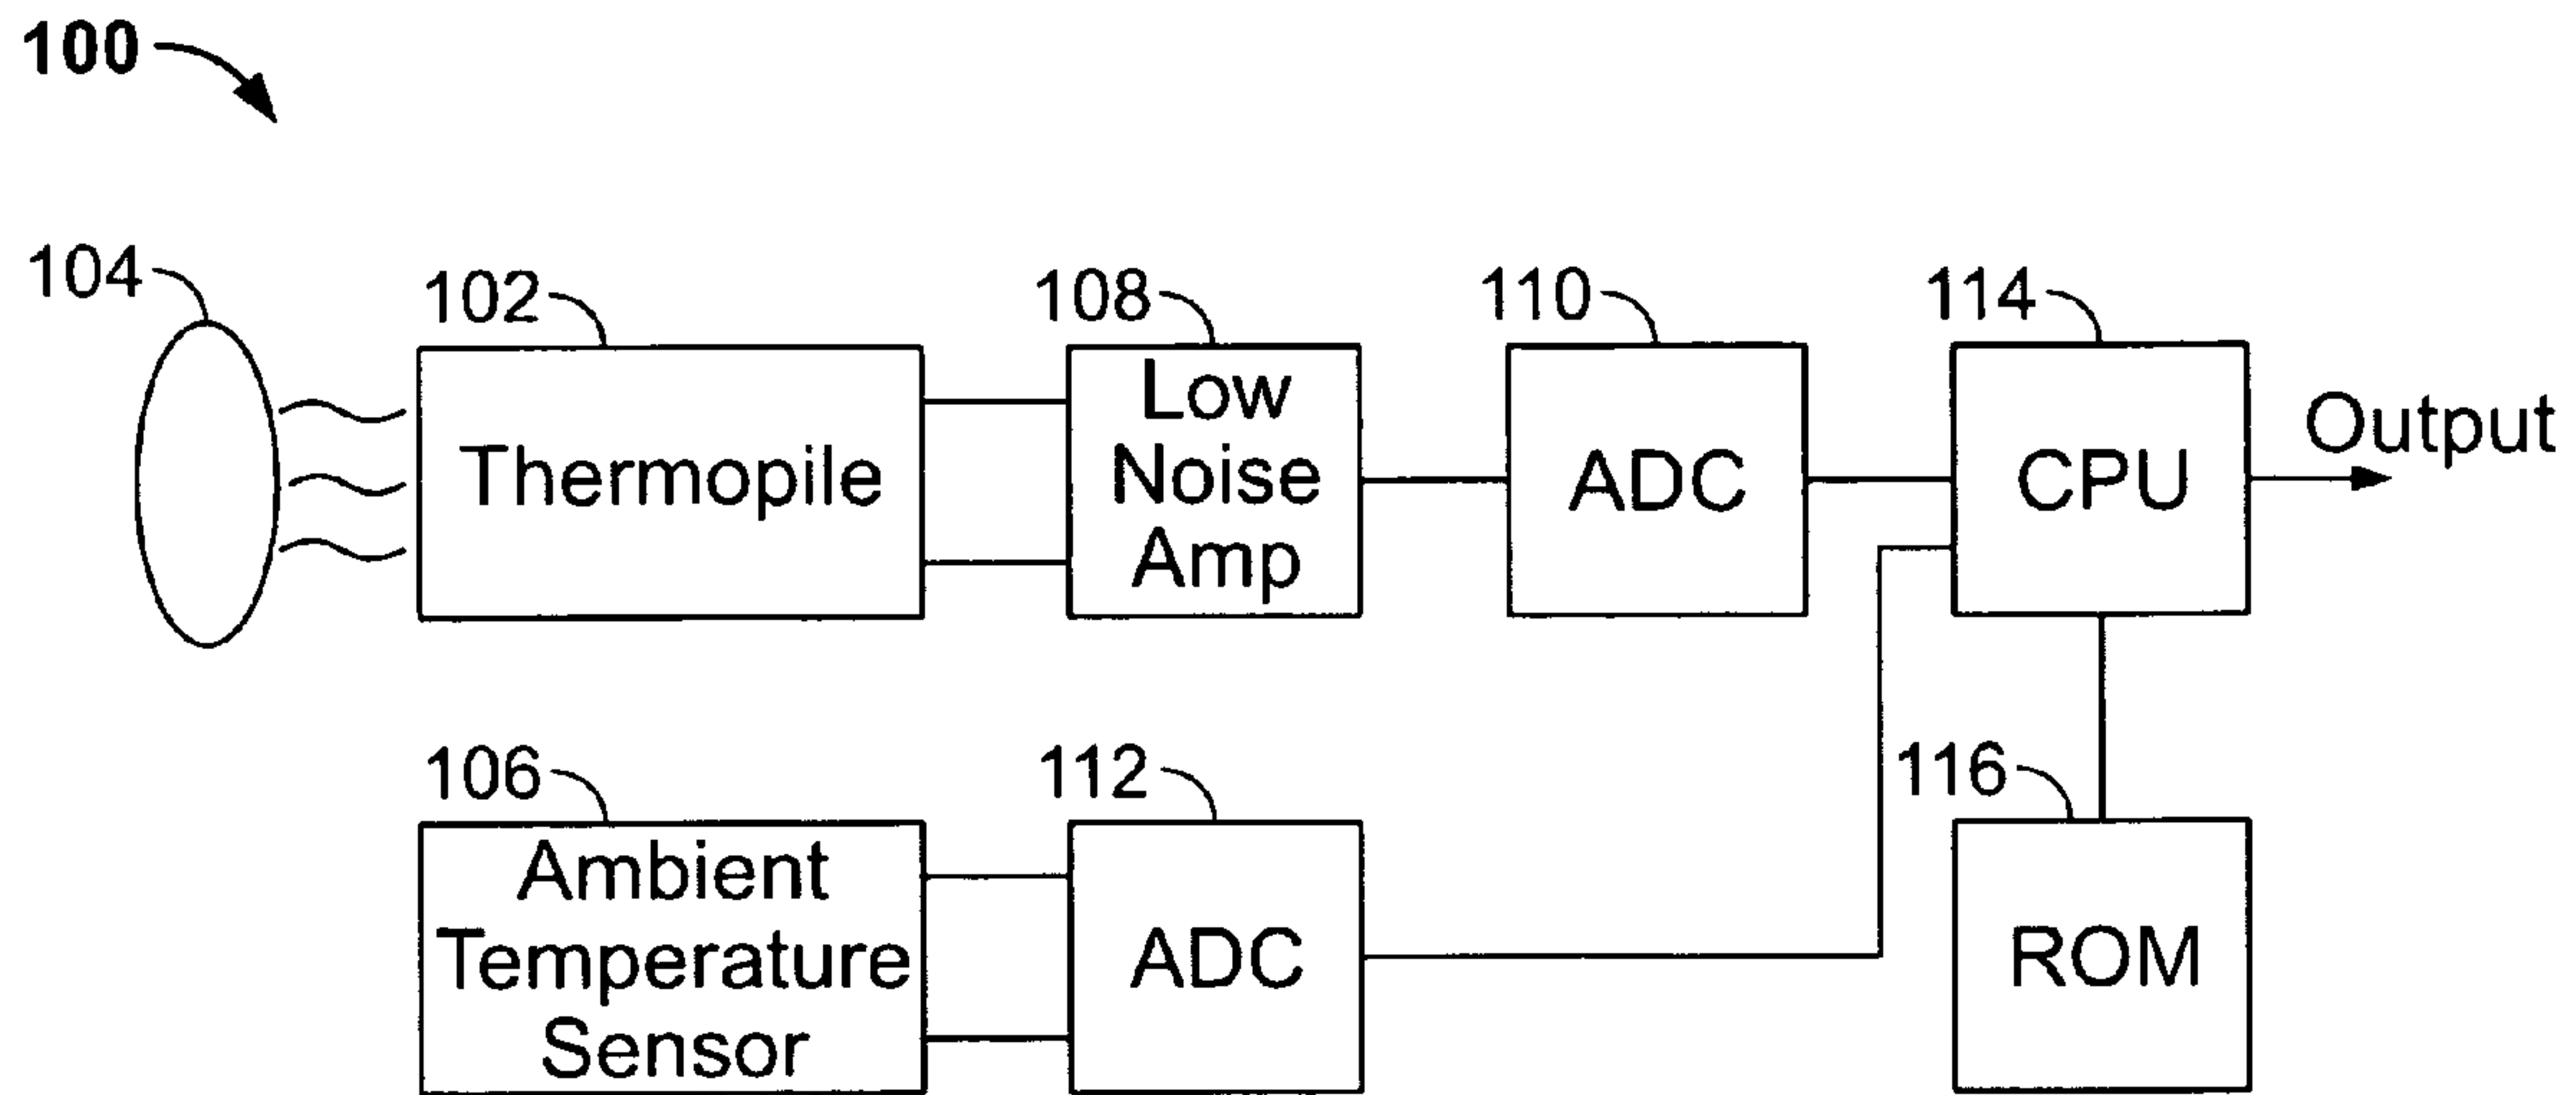 100
104
102
108
110
114
Thermopile
Low
Noise
Amp
ADC
CPU
Output
106
112
116
Ambient
Temperature
Sensor
ADC
ROM